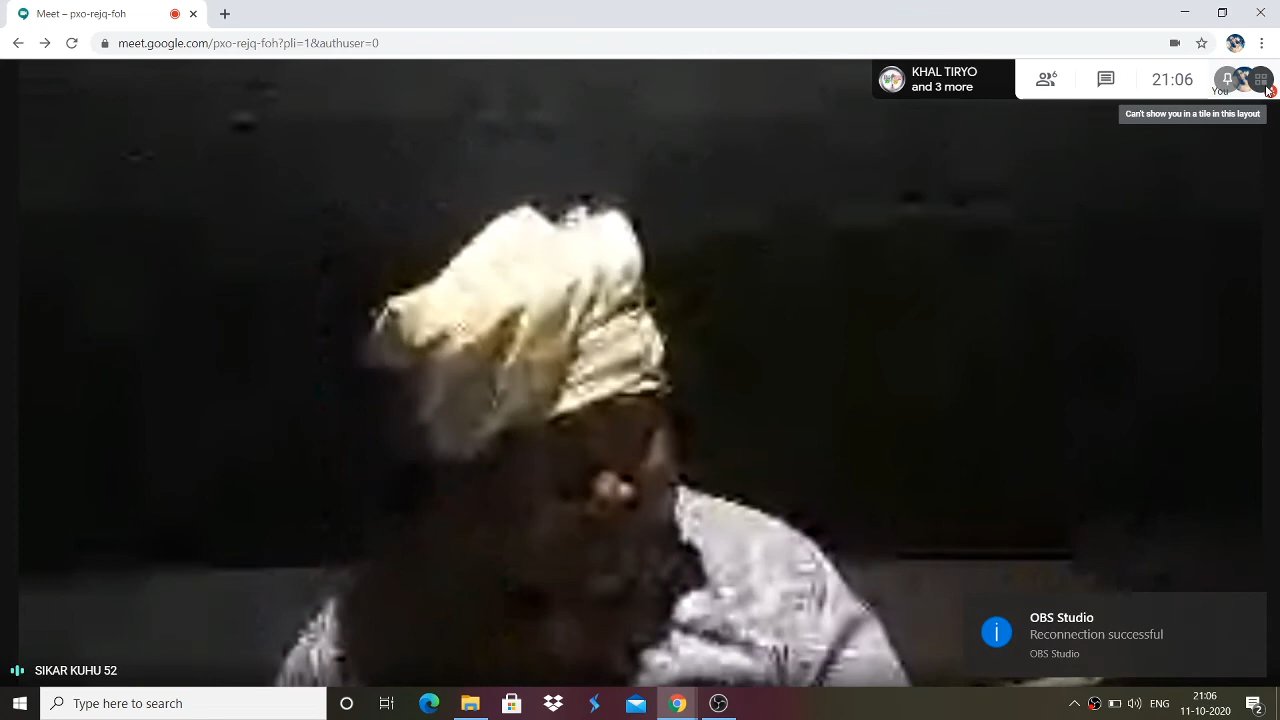 Meet – pxo-rejq-foh
meet.google.com/pxo-rejq-foh?pli=1&authuser=0
KHAL TIRYO
and 3 more
6
21:06
You
Can't show you in a tile in this layout
OBS Studio
Reconnection successful
OBS Studio
SIKAR KUHU 52
Type here to search
ENG
21:06
11-10-2020
2